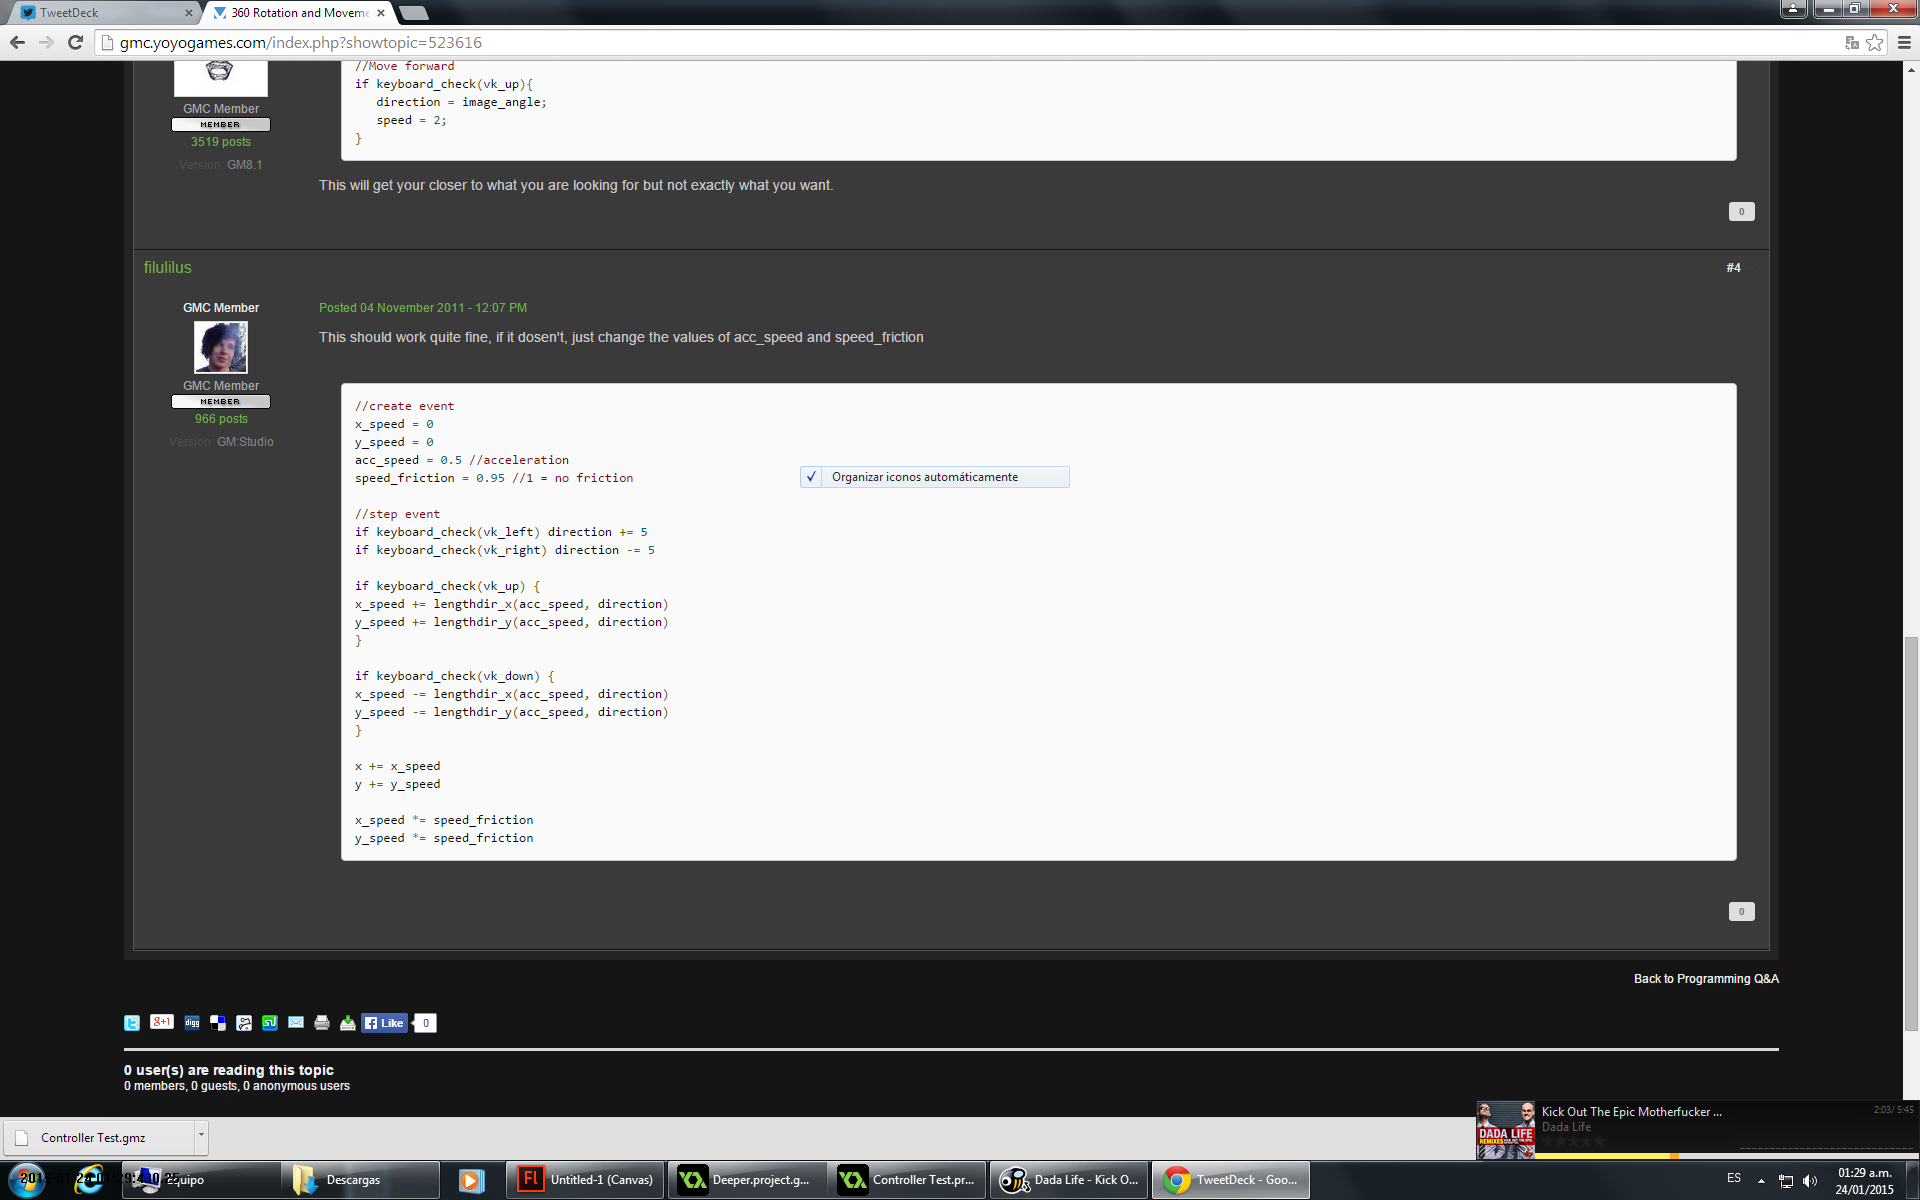 TweetDeck
360 Rotation and Moveme
gmc.yoyogames.com/index.php?showtopic=523616
//Move forward
if keyboard_check(vk_up){
direction = image_angle;
speed = 2;
}
GMC Member
MEMBER
3519 posts
Version: GM8.1
This will get your closer to what you are looking for but not exactly what you want.
0
filulilus
#4
GMC Member
Posted 04 November 2011 - 12:07 PM
This should work quite fine, if it dosen't, just change the values of acc_speed and speed_friction
GMC Member
MEMBER
966 posts
Version: GM:Studio
//create event
x_speed = 0
y_speed = 0
acc_speed = 0.5 //acceleration
speed_friction = 0.95 //1 = no friction
Organizar iconos automáticamente
//step event
if keyboard_check(vk_left) direction += 5
if keyboard_check(vk_right) direction -= 5
if keyboard_check(vk_up) {
x_speed += lengthdir_x(acc_speed, direction)
y_speed += lengthdir_y(acc_speed, direction)
}
if keyboard_check(vk_down) {
x_speed -= lengthdir_x(acc_speed, direction)
y_speed -= lengthdir_y(acc_speed, direction)
}
x += x_speed
y += y_speed
x_speed *= speed_friction
y_speed *= speed_friction
0
Back to Programming Q&A
g+1
digg
Like
0
0 user(s) are reading this topic
0 members, 0 guests, 0 anonymous users
Kick Out The Epic Motherfucker ...
2:03/ 5:45
Dada Life
DADA LIFE
REMIXES
Controller Test.gmz
Equipo
Descargas
Fl
Untitled-1 (Canvas)
Deeper.project.g...
Controller Test.pr...
Dada Life - Kick O...
TweetDeck - Goo...
ES
01:29 a.m.
24/01/2015